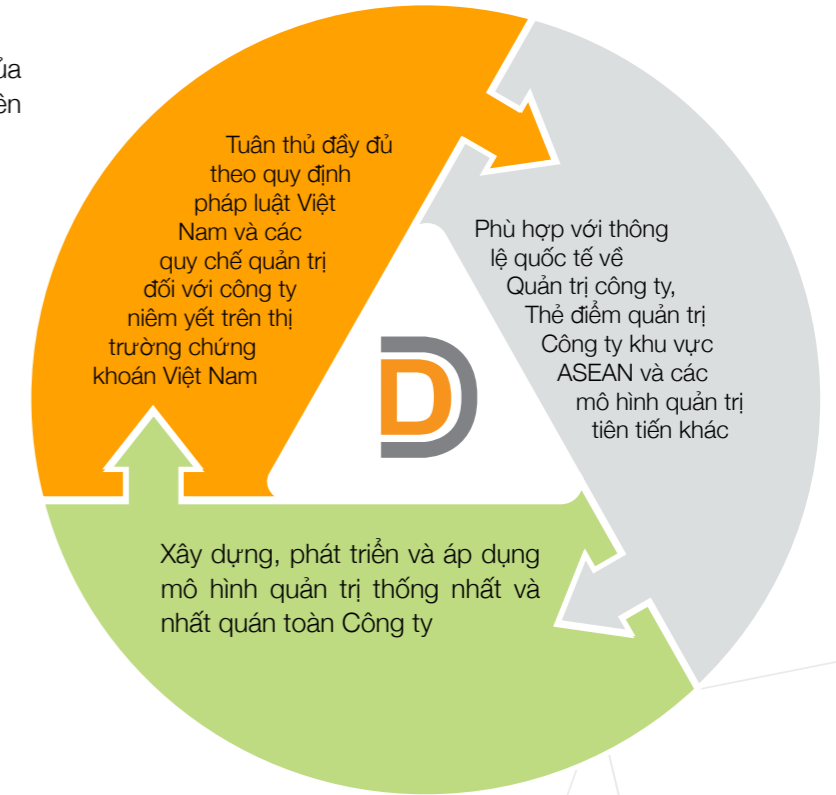 Tuân thủ đầy đủ
theo quy định
pháp luật Việt
Nam và các
quy chế quản trị
đối với công ty
niêm yết trên thị
trường chứng
khoán Việt Nam
Phù hợp với thông
lệ quốc tế về
Quản trị công ty,
Thẻ điểm quản trị
Công ty khu vực
ASEAN và các
mô hình quản trị
tiên tiến khác
D
Xây dựng, phát triển và áp dụng
mô hình quản trị thống nhất và
nhất quán toàn Công ty